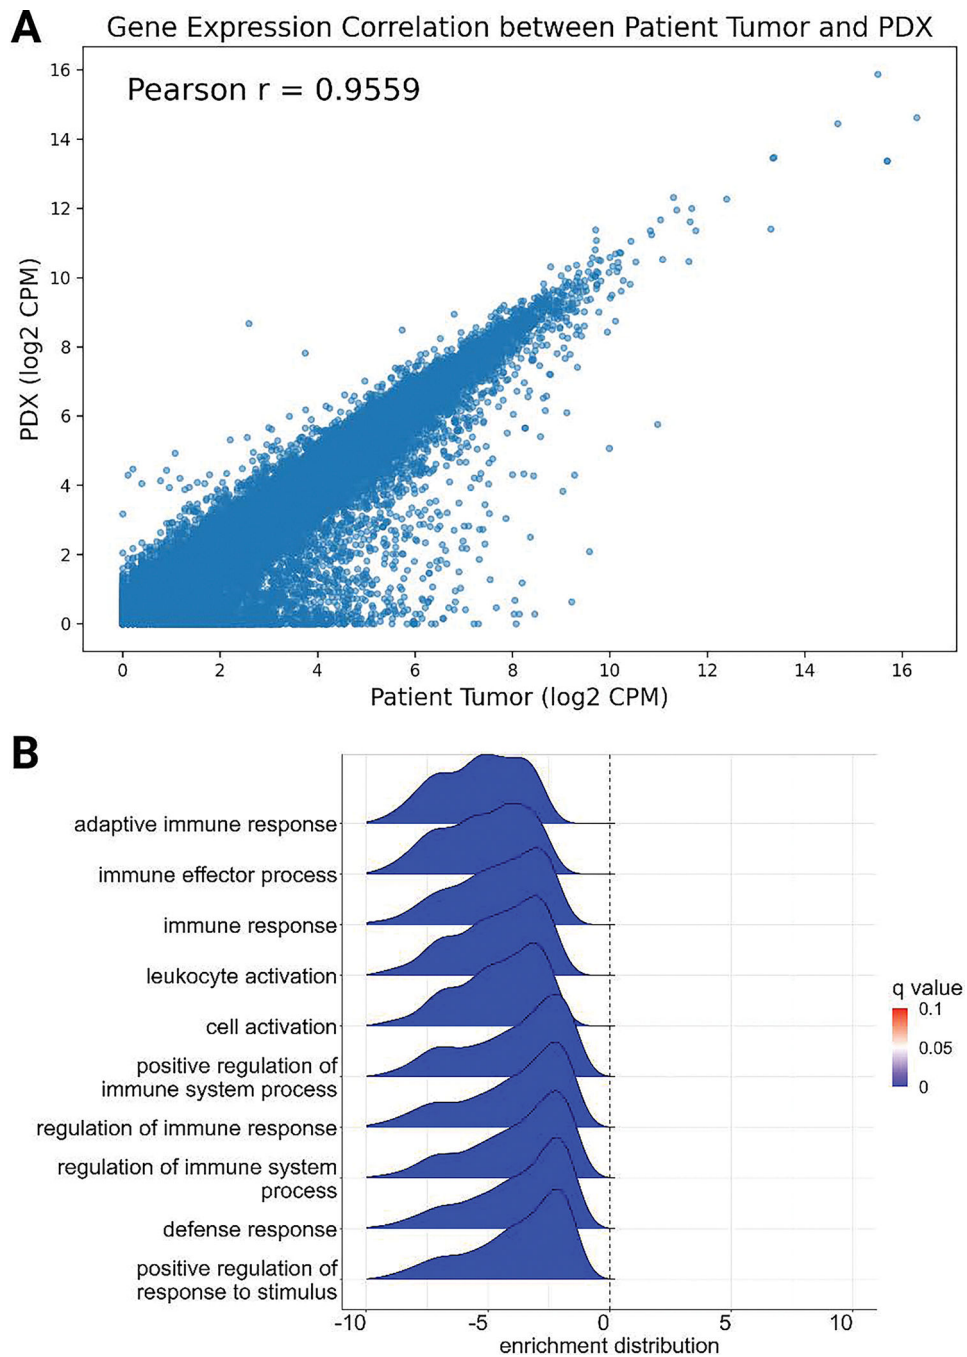 A
Gene Expression Correlation between Patient Tumor and PDX
Pearson r = 0.9559
16
14
12
10
8
6
4
2
0
PDX (log2 CPM)
0 2 4 6 8 10 12 14 16
Patient Tumor (log2 CPM)
B
adaptive immune response
immune effector process
immune response
leukocyte activation
cell activation
positive regulation of
immune system process
regulation of immune response
regulation of immune system
process
defense response
positive regulation of
response to stimulus
-10 -5 0 5 10
enrichment distribution
q value
0.1
0.05
0